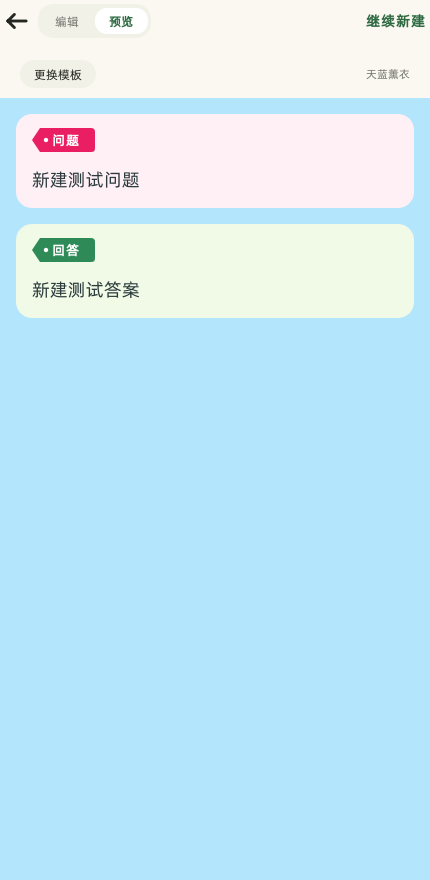 编辑 预览 继续新建
更换模板 天蓝薰衣
问题
新建测试问题
回答
新建测试答案